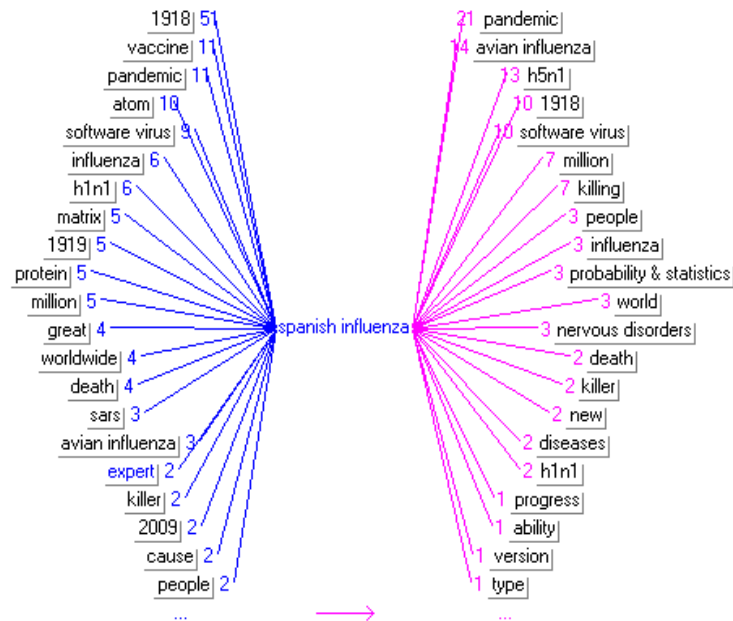 1918 51 21 pandemic
vaccine 11 14 avian influenza
pandemic 11 13 h5n1
atom 10 10 1918
software virus 9 10 software virus
influenza 6 7 million
h1n1 6 7 killing
matrix 5 3 people
1919 5 3 influenza
protein 5 3 probability & statistics
million 5 3 world
great 4 spanish influenza 3 nervous disorders
worldwide 4 2 death
death 4 2 killer
sars 3 2 new
avian influenza 3 2 diseases
expert 2 2 h1n1
killer 2 1 progress
2009 2 1 ability
cause 2 1 version
people 2 1 type
... ...